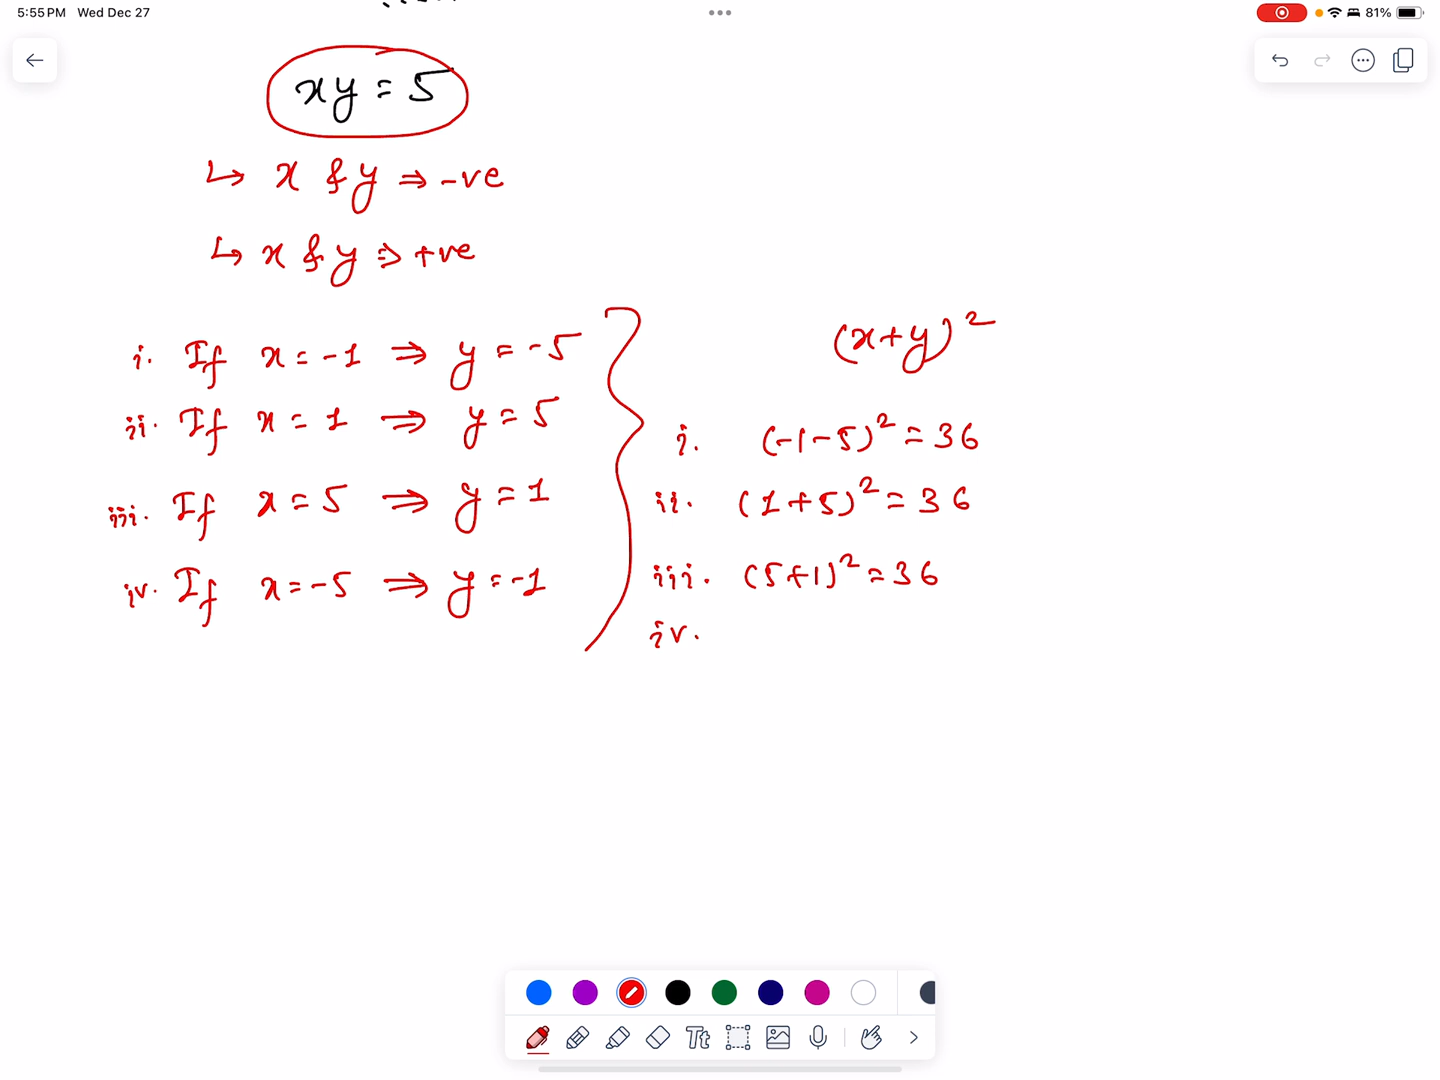 5:55 PM Wed Dec 27
81%
xy = 5
↳ x & y ⇒ -ve
↳ x & y ⇒ +ve
i. If x = -1 ⇒ y = -5
ii. If x = 1 ⇒ y = 5
iii. If x = 5 ⇒ y = 1
iv. If x = -5 ⇒ y = -1
(x+y)²
i. (-1-5)² = 36
ii. (1+5)² = 36
iii. (5+1)² = 36
iv.
Tt